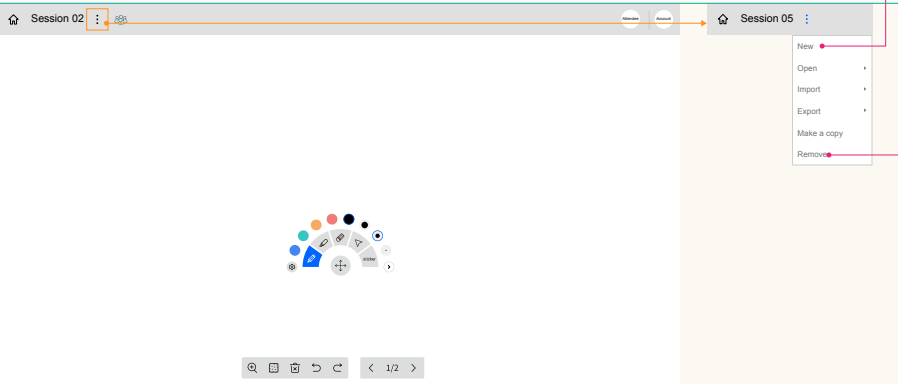 Session 02
Attendee
Account
Session 05
New
Open
Import
Export
Make a copy
Remove
sticker
1/2